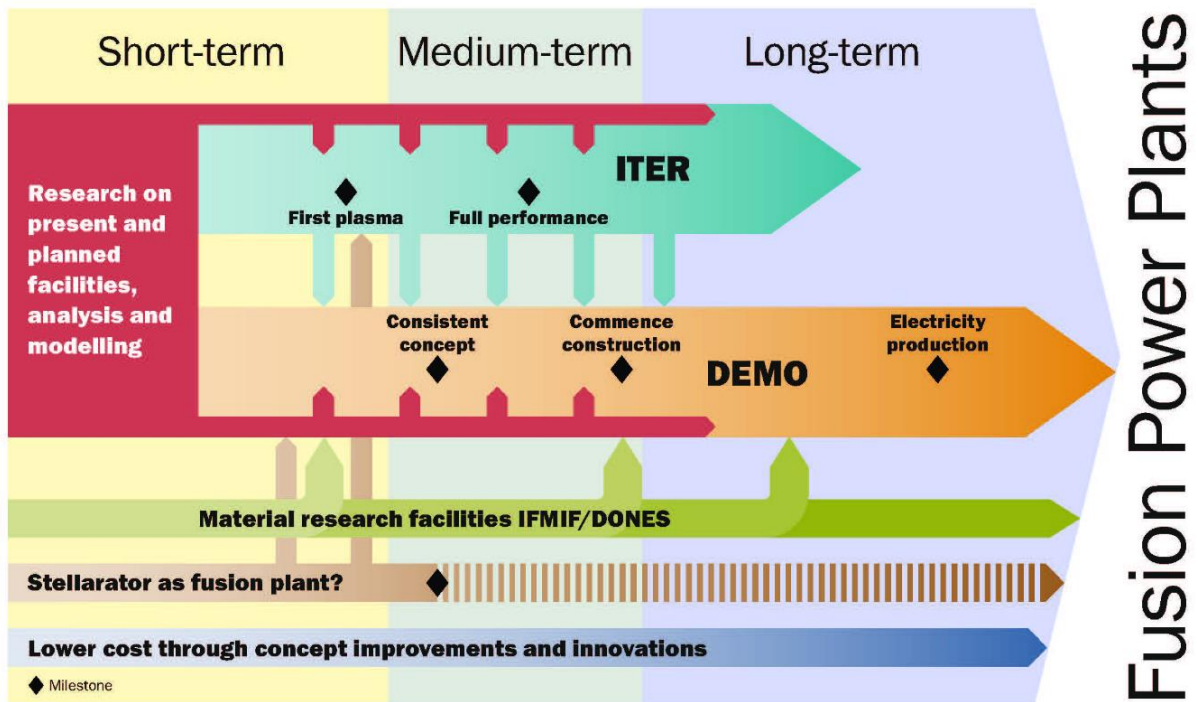 Short-term
Medium-term
Long-term
Research on
present and
planned
facilities,
analysis and
modelling
ITER
First plasma
Full performance
Consistent
concept
Commence
construction
Electricity
production
DEMO
Material research facilities IFMIF/DONES
Stellarator as fusion plant?
Lower cost through concept improvements and innovations
Milestone
Fusion Power Plants